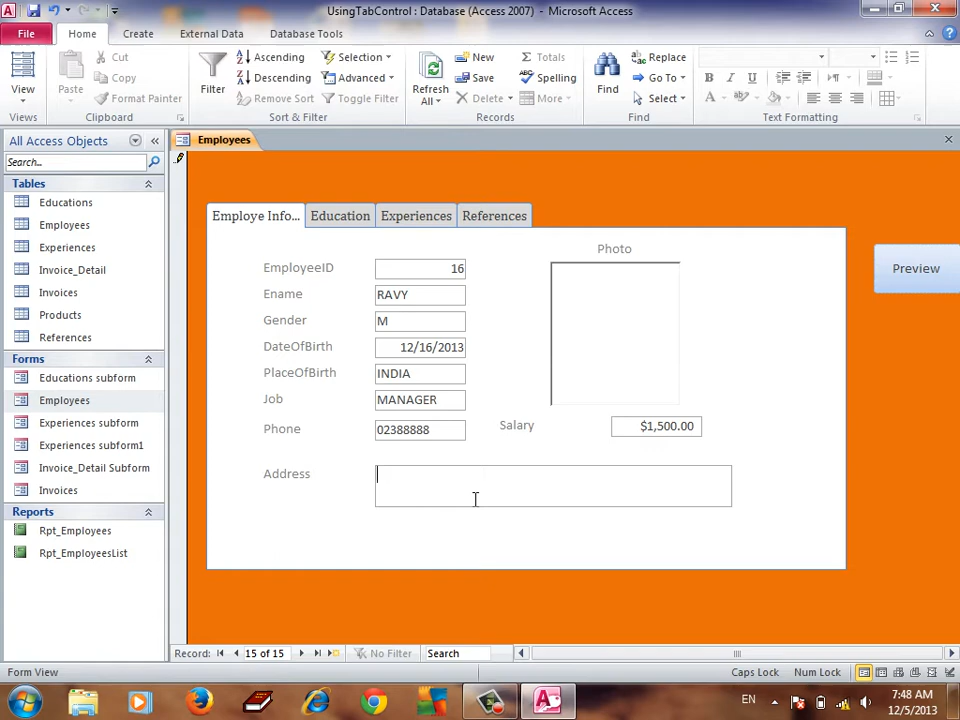 UsingTabControl : Database (Access 2007) - Microsoft Access
File Home Create External Data Database Tools
View
Views
Paste
Cut
Copy
Format Painter
Clipboard
Filter
Ascending
Descending
Remove Sort
Selection
Advanced
Toggle Filter
Sort & Filter
Refresh
All
New
Save
Delete
Totals
Spelling
More
Records
Find
Replace
Go To
Select
Find
B I U
A
Text Formatting
All Access Objects
Search...
Tables
Educations
Employees
Experiences
Invoice_Detail
Invoices
Products
References
Forms
Educations subform
Employees
Experiences subform
Experiences subform1
Invoice_Detail Subform
Invoices
Reports
Rpt_Employees
Rpt_EmployeesList
Employees
Employe Info... Education Experiences References
Photo
EmployeeID 16
Ename RAVY
Gender M
DateOfBirth 12/16/2013
PlaceOfBirth INDIA
Job MANAGER
Phone 02388888
Salary $1,500.00
Address
Preview
Record: 15 of 15 No Filter Search
Form View Caps Lock Num Lock
EN
7:48 AM
12/5/2013